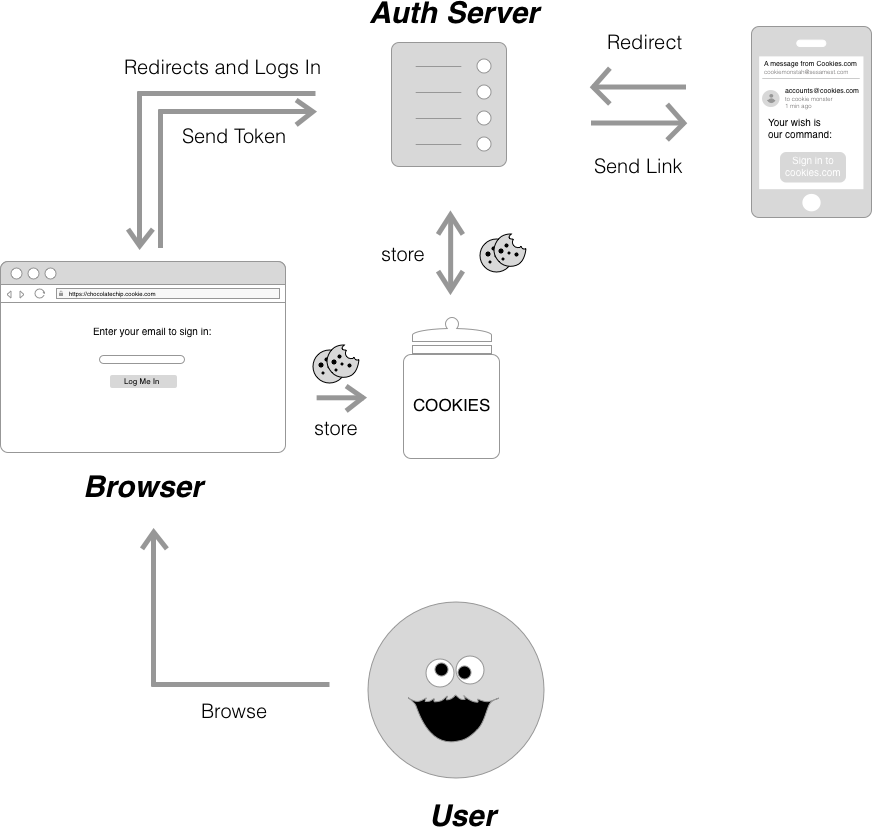 Auth Server
Redirects and Logs In
Send Token
Redirect
Send Link
A message from Cookies.com
cookiemonstah@sesamest.com
accounts@cookies.com
to cookie monster
1 min ago
Your wish is
our command:
Sign in to
cookies.com
store
https://chocolatechip.cookie.com
Enter your email to sign in:
Log Me In
store
COOKIES
Browser
Browse
User